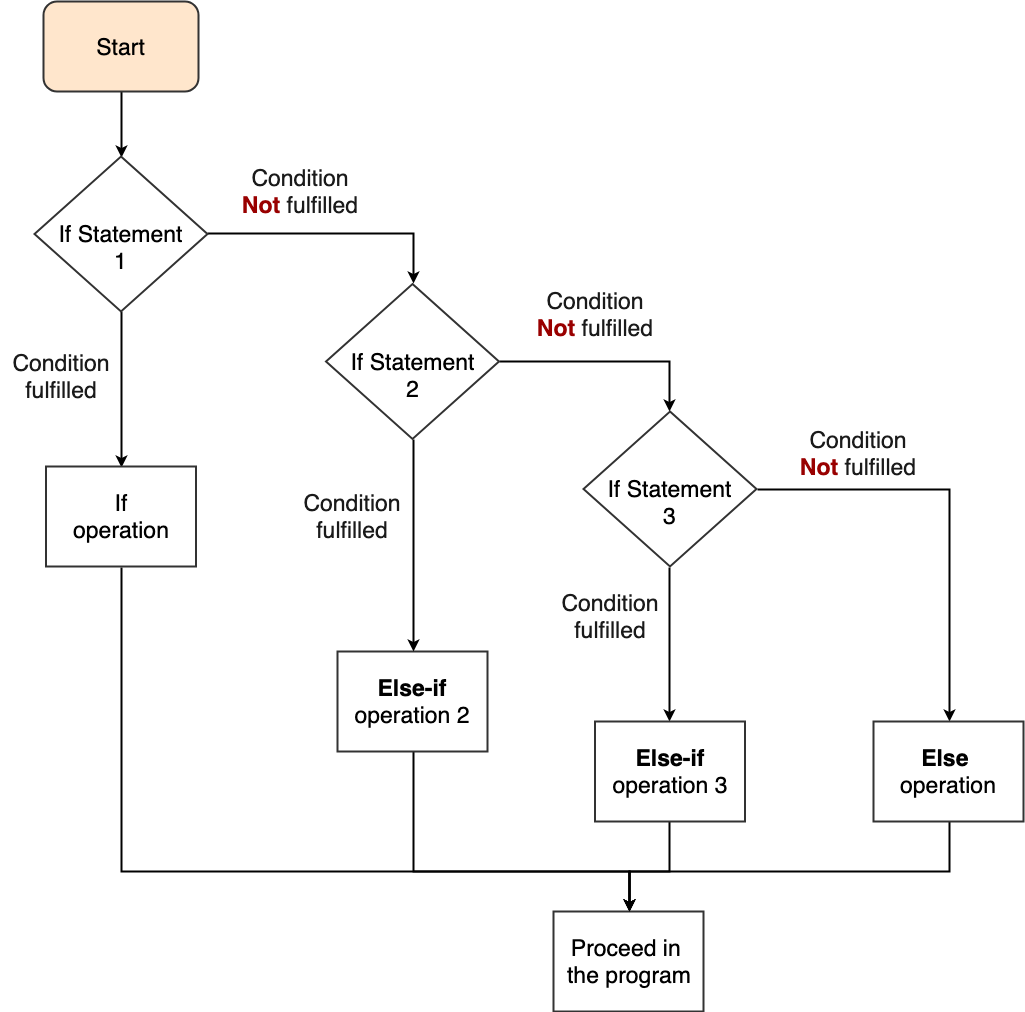 Start
Condition
Not fulfilled
If Statement
1
Condition
Not fulfilled
If Statement
2
Condition
fulfilled
Condition
Not fulfilled
If Statement
3
If
operation
Condition
fulfilled
Condition
fulfilled
Else-if
operation 2
Else-if
operation 3
Else
operation
Proceed in
the program